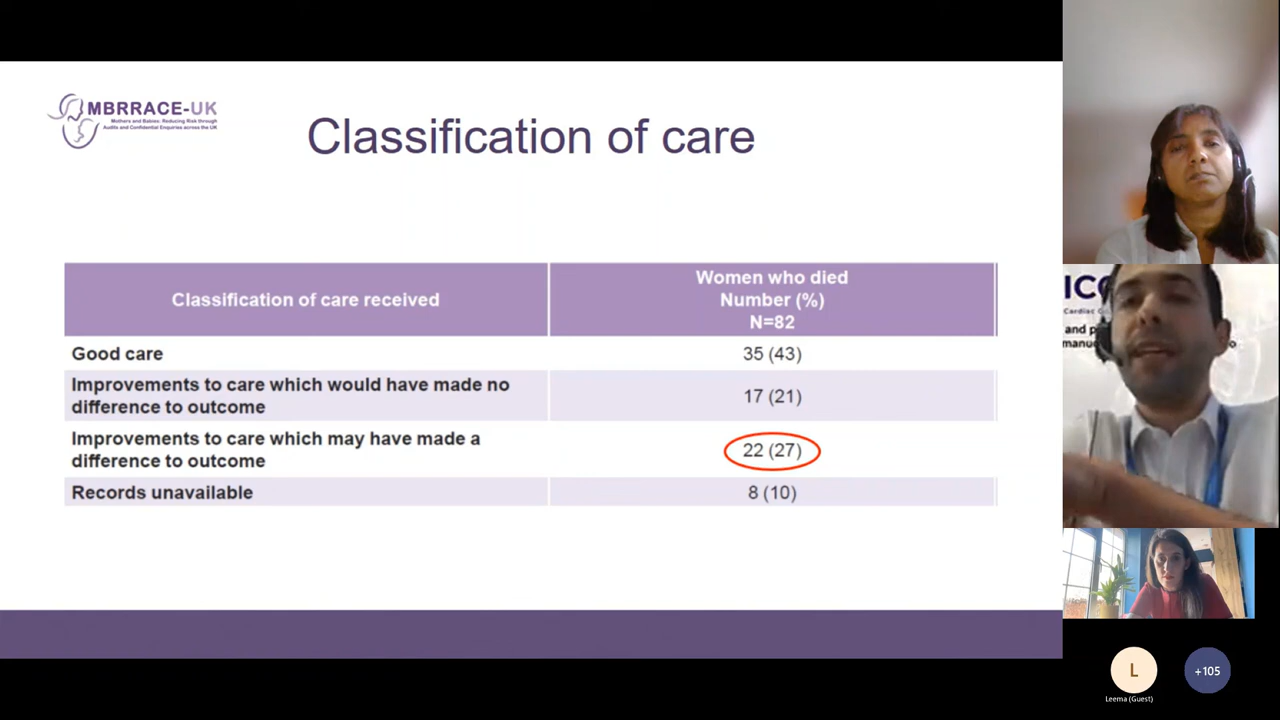 MBRRACE-UK
Mothers and Babies: Reducing Risk through
Audits and Confidential Enquiries across the UK
Classification of care
Classification of care received
Women who died
Number (%)
N=82
Good care
35 (43)
Improvements to care which would have made no
difference to outcome
17 (21)
Improvements to care which may have made a
difference to outcome
22 (27)
Records unavailable
8 (10)
Cardiac
and p
manu
L
+105
Leema (Guest)